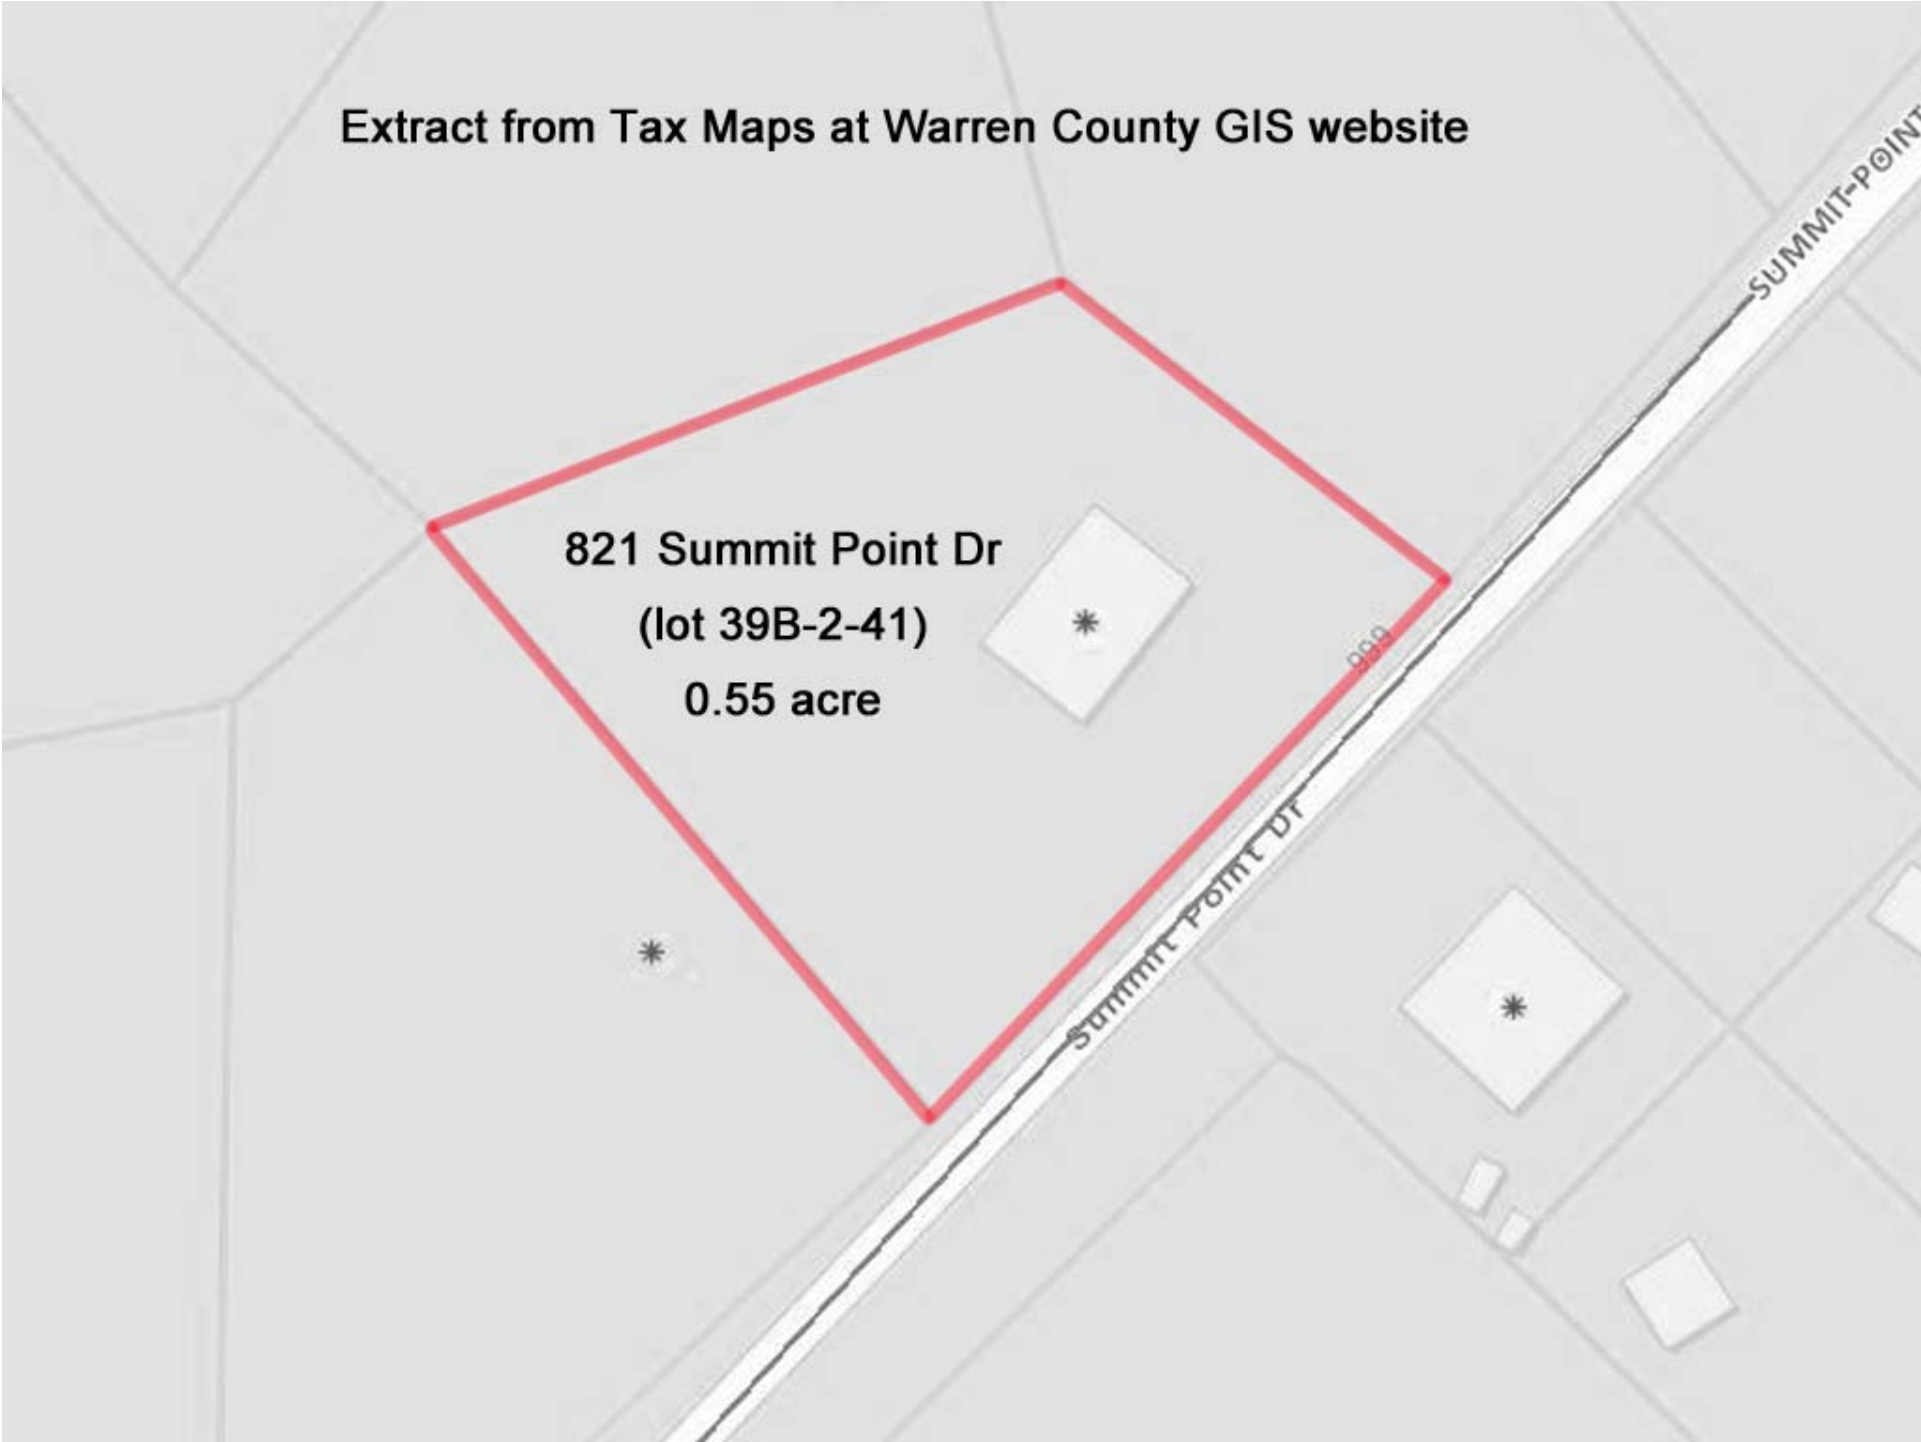 Extract from Tax Maps at Warren County GIS website
SUMMIT-POINT
821 Summit Point Dr
(lot 39B-2-41)
0.55 acre
999
Summit Point Dr